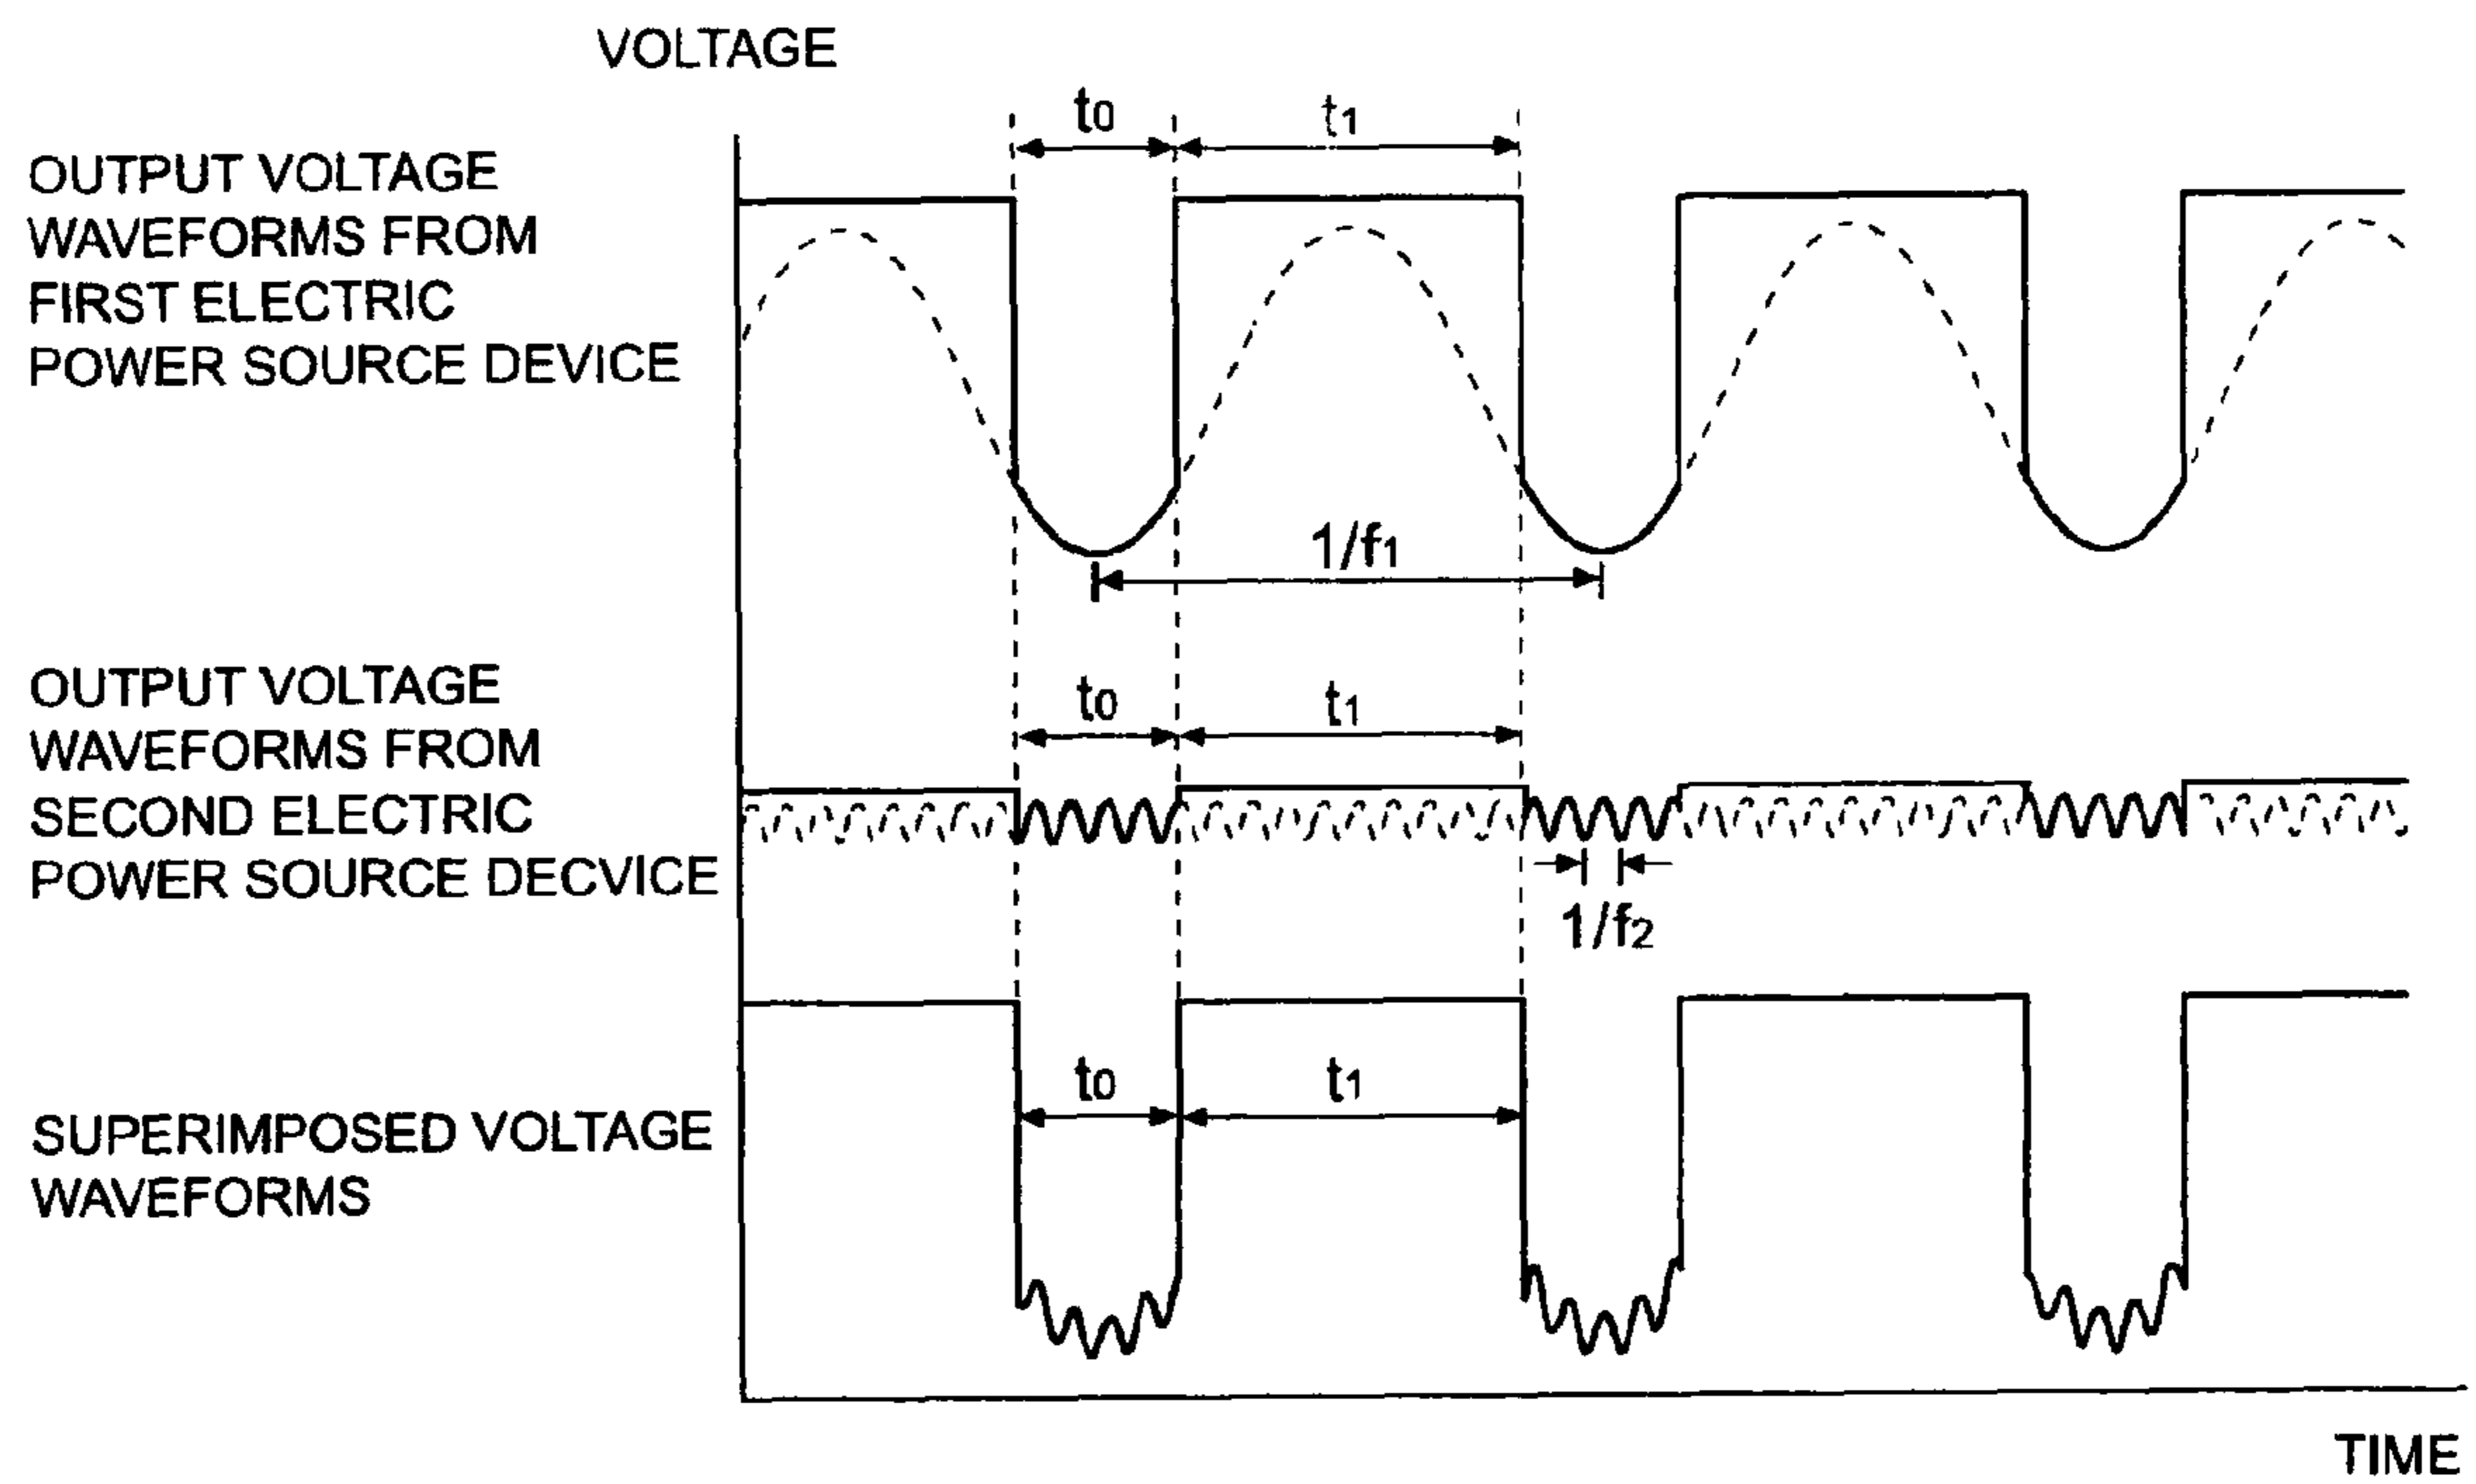 VOLTAGE
t0
t1
OUTPUT VOLTAGE
WAVEFORMS FROM
FIRST ELECTRIC
POWER SOURCE DEVICE
1/f1
OUTPUT VOLTAGE
WAVEFORMS FROM
SECOND ELECTRIC
POWER SOURCE DECVICE
t0
t1
1/f2
t0
t1
SUPERIMPOSED VOLTAGE
WAVEFORMS
TIME